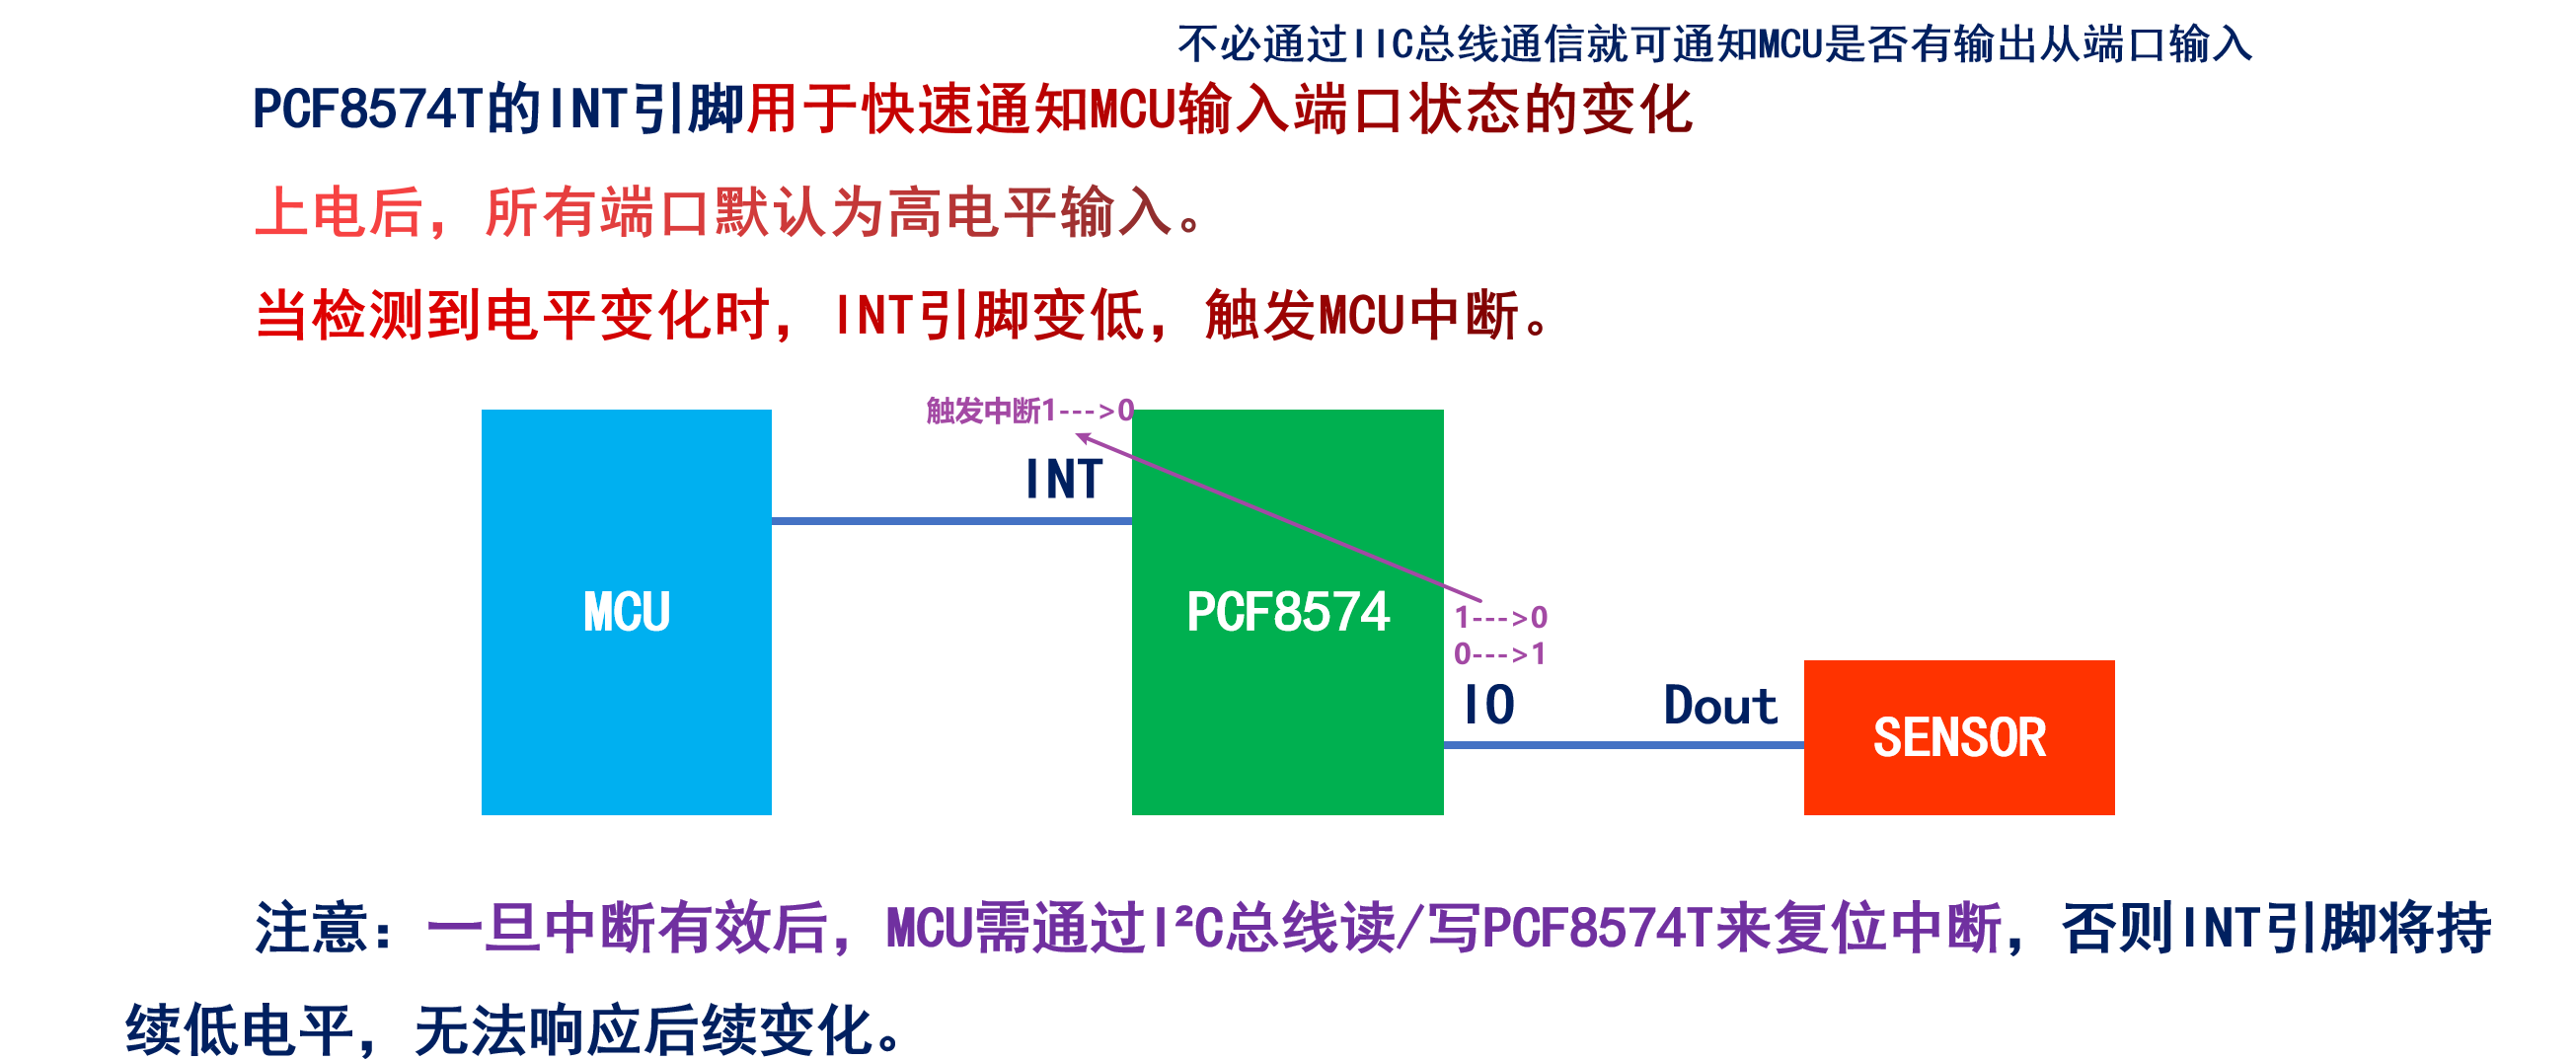 不必通过IIC总线通信就可通知MCU是否有输出从端口输入
PCF8574T的INT引脚用于快速通知MCU输入端口状态的变化
上电后，所有端口默认为高电平输入。
当检测到电平变化时，INT引脚变低，触发MCU中断。
触发中断1--->0
INT
MCU
PCF8574
1--->0
0--->1
IO
Dout
SENSOR
注意：一旦中断有效后，MCU需通过I²C总线读/写PCF8574T来复位中断，否则INT引脚将持
续低电平，无法响应后续变化。